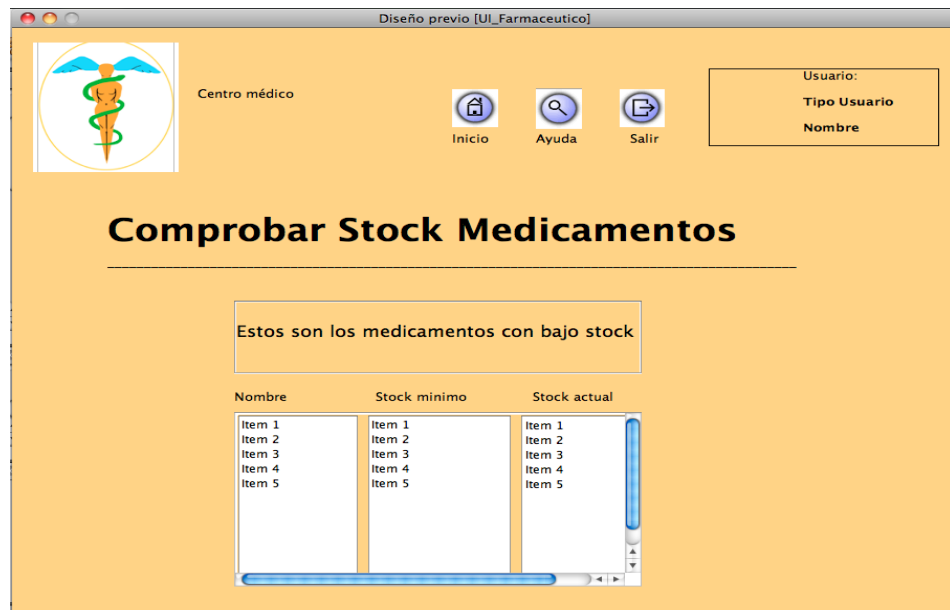 Diseño previo [UI_Farmaceutico]
Centro médico
Inicio
Ayuda
Salir
Usuario:
Tipo Usuario
Nombre
Comprobar Stock Medicamentos
Estos son los medicamentos con bajo stock
Nombre
Stock minimo
Stock actual
Item 1
Item 2
Item 3
Item 4
Item 5
Item 1
Item 2
Item 3
Item 4
Item 5
Item 1
Item 2
Item 3
Item 4
Item 5